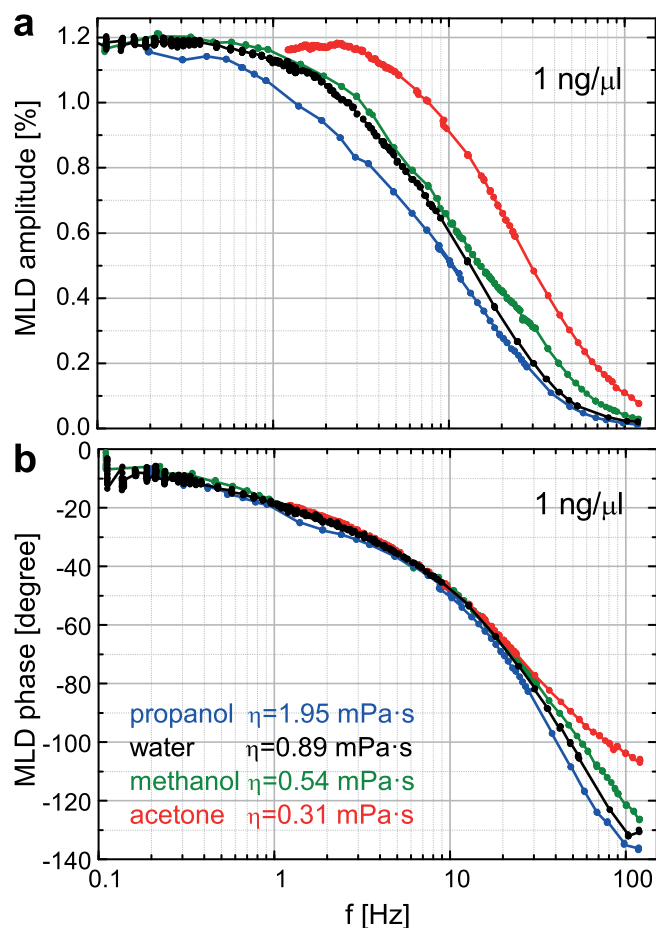 a
1.2
1.0
0.8
0.6
0.4
0.2
0.0
MLD amplitude [%]
1 ng/μl
b
0
-20
-40
-60
-80
-100
-120
-140
MLD phase [degree]
1 ng/μl
propanol η=1.95 mPa·s
water η=0.89 mPa·s
methanol η=0.54 mPa·s
acetone η=0.31 mPa·s
0.1 1 10 100
f [Hz]